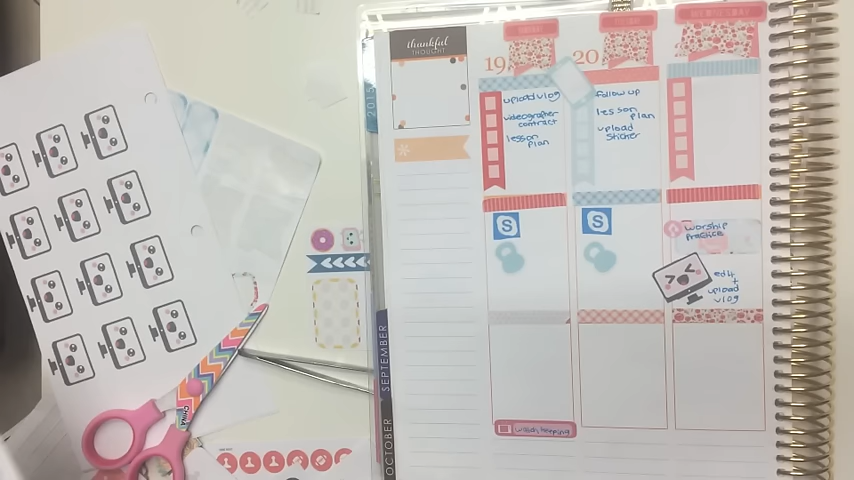 thankful
THOUGHT
19
20
2015
upload vlog
videographer
contract
lesson
plan
follow up
lesson
plan
upload
sticker
S
S
worship
practice
edit
+
upload
vlog
SEPTEMBER
OCTOBER